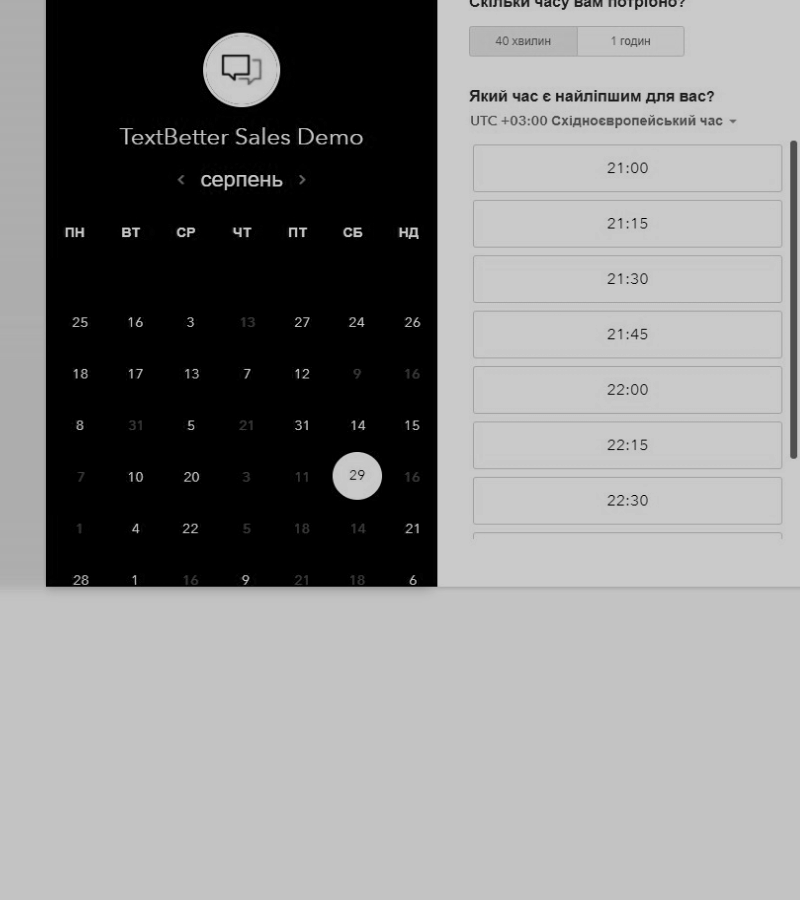 TextBetter Sales Demo
серпень
ПН ВТ СР ЧТ ПТ СБ НД
25 16 3 13 27 24 26
18 17 13 7 12 9 16
8 31 5 21 31 14 15
7 10 20 3 11 29 16
1 4 22 5 18 14 21
28 1 16 9 21 18 6
Скільки часу вам потрібно?
40 хвилин 1 годин
Який час є найліпшим для вас?
UTC +03:00 Східноєвропейський час
21:00
21:15
21:30
21:45
22:00
22:15
22:30